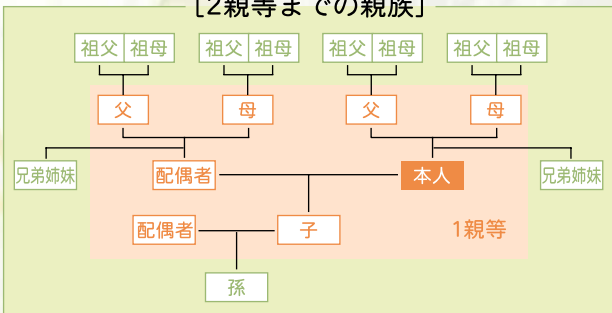 [2親等までの親族]
祖父 祖母 祖父 祖母 祖父 祖母 祖父 祖母
父 母 父 母
兄弟姉妹 配偶者 本人 兄弟姉妹
配偶者 子 1親等
孫